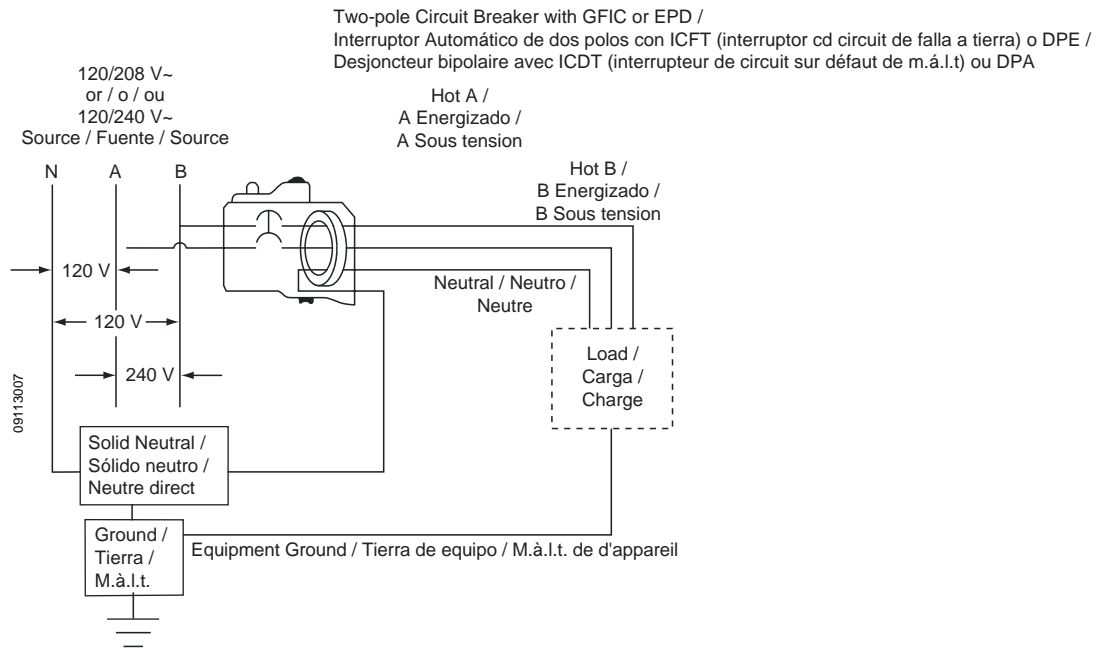 Two-pole Circuit Breaker with GFIC or EPD /
Interruptor Automático de dos polos con ICFT (interruptor cd circuit de falla a tierra) o DPE /
Desjoncteur bipolaire avec ICDT (interrupteur de circuit sur défaut de m.á.l.t) ou DPA
120/208 V~
or / o / ou
120/240 V~
Source / Fuente / Source
Hot A /
A Energizado /
A Sous tension
N A B
Hot B /
B Energizado /
B Sous tension
120 V
Neutral / Neutro /
Neutre
120 V
240 V
Load /
Carga /
Charge
09113007
Solid Neutral /
Sólido neutro /
Neutre direct
Ground /
Tierra /
M.à.l.t.
Equipment Ground / Tierra de equipo / M.à.l.t. de d'appareil